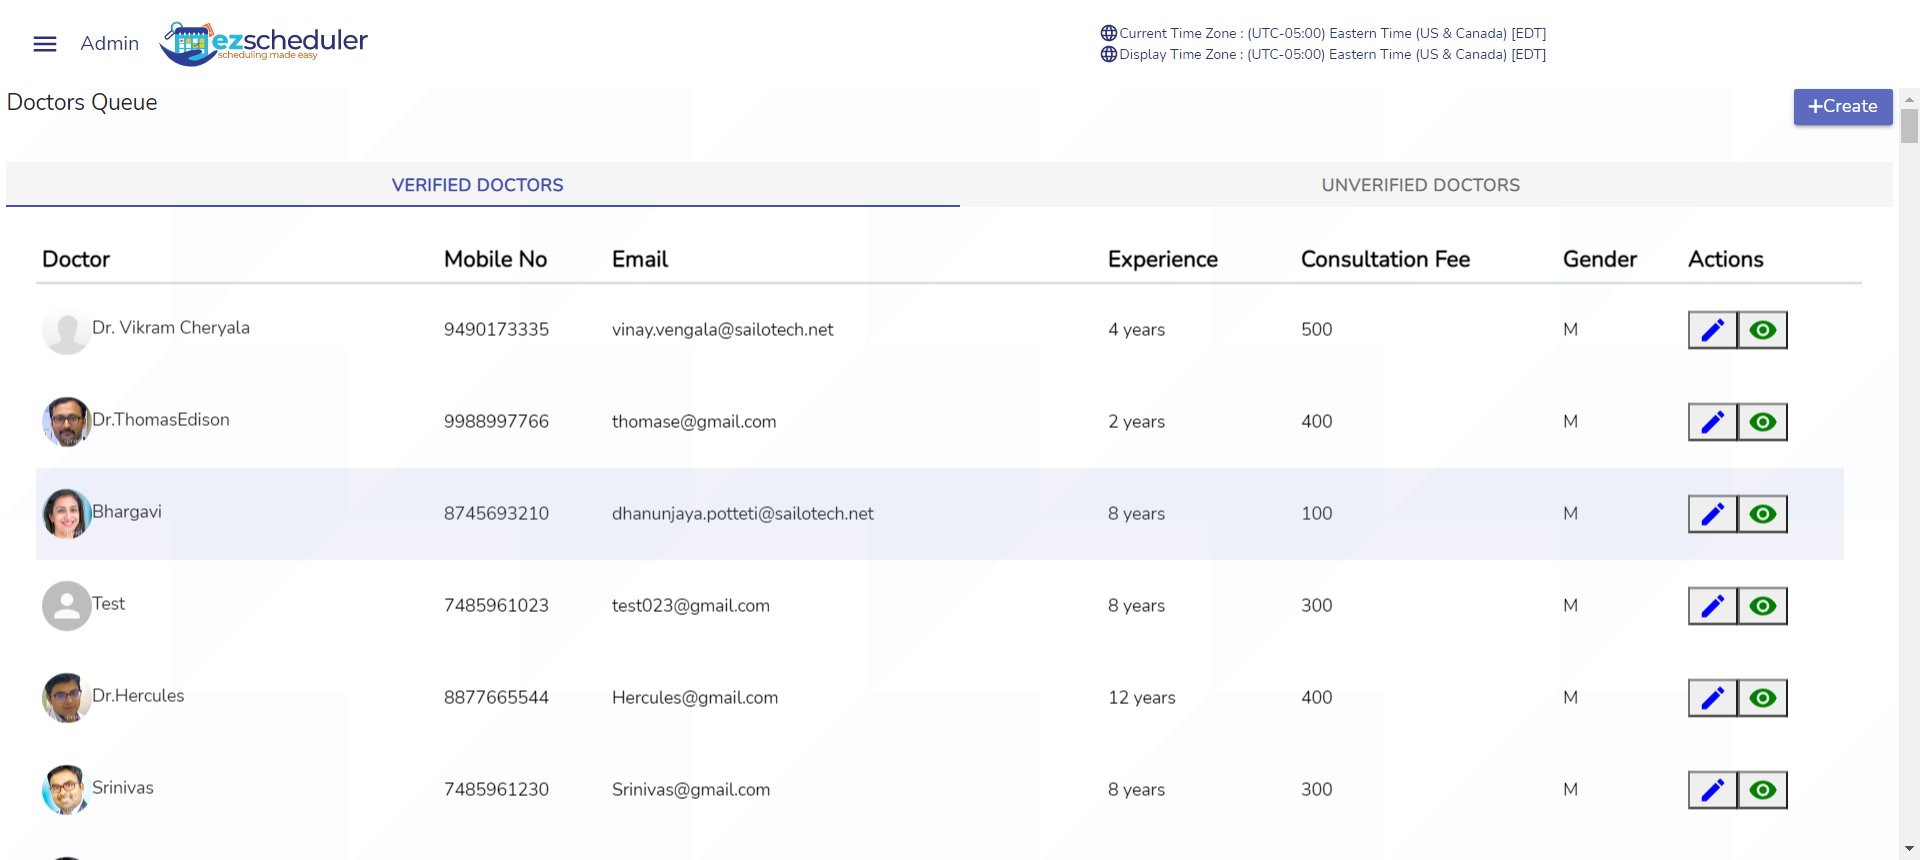 Admin
ezscheduler
scheduling made easy
Current Time Zone : (UTC-05:00) Eastern Time (US & Canada) [EDT]
Display Time Zone : (UTC-05:00) Eastern Time (US & Canada) [EDT]
Doctors Queue
+Create
VERIFIED DOCTORS UNVERIFIED DOCTORS
Doctor Mobile No Email Experience Consultation Fee Gender Actions
Dr. Vikram Cheryala 9490173335 vinay.vengala@sailotech.net 4 years 500 M
Dr.ThomasEdison 9988997766 thomase@gmail.com 2 years 400 M
Bhargavi 8745693210 dhanunjaya.potteti@sailotech.net 8 years 100 M
Test 7485961023 test023@gmail.com 8 years 300 M
Dr.Hercules 8877665544 Hercules@gmail.com 12 years 400 M
Srinivas 7485961230 Srinivas@gmail.com 8 years 300 M